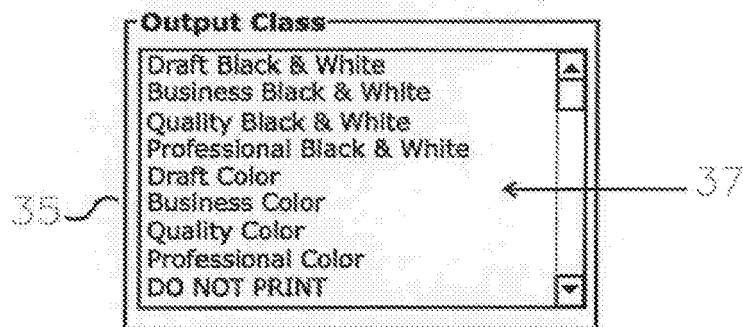 Output Class
Draft Black & White
Business Black & White
Quality Black & White
Professional Black & White
Draft Color
Business Color
Quality Color
Professional Color
DO NOT PRINT
35
37